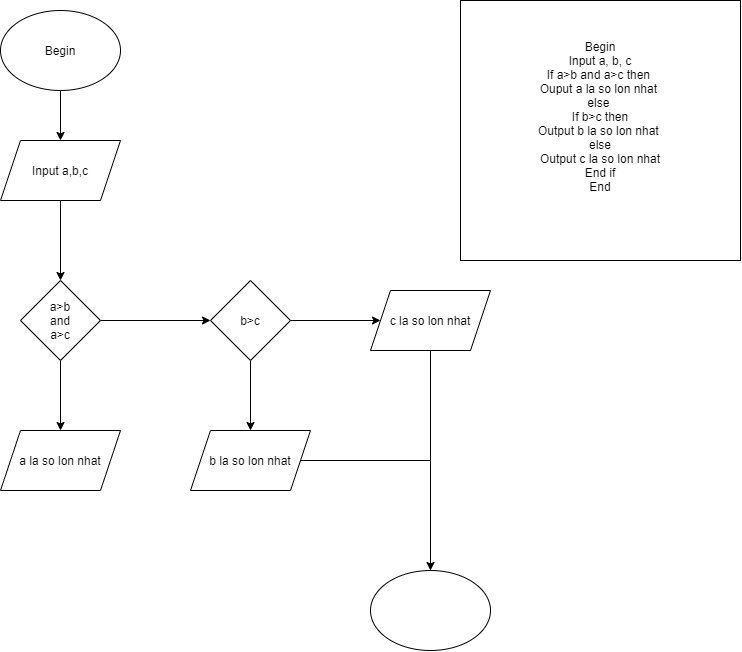 Begin
Input a,b,c
a>b
and
a>c
b>c
c la so lon nhat
a la so lon nhat
b la so lon nhat
Begin
Input a, b, c
If a>b and a>c then
Ouput a la so lon nhat
else
If b>c then
Output b la so lon nhat
else
Output c la so lon nhat
End if
End